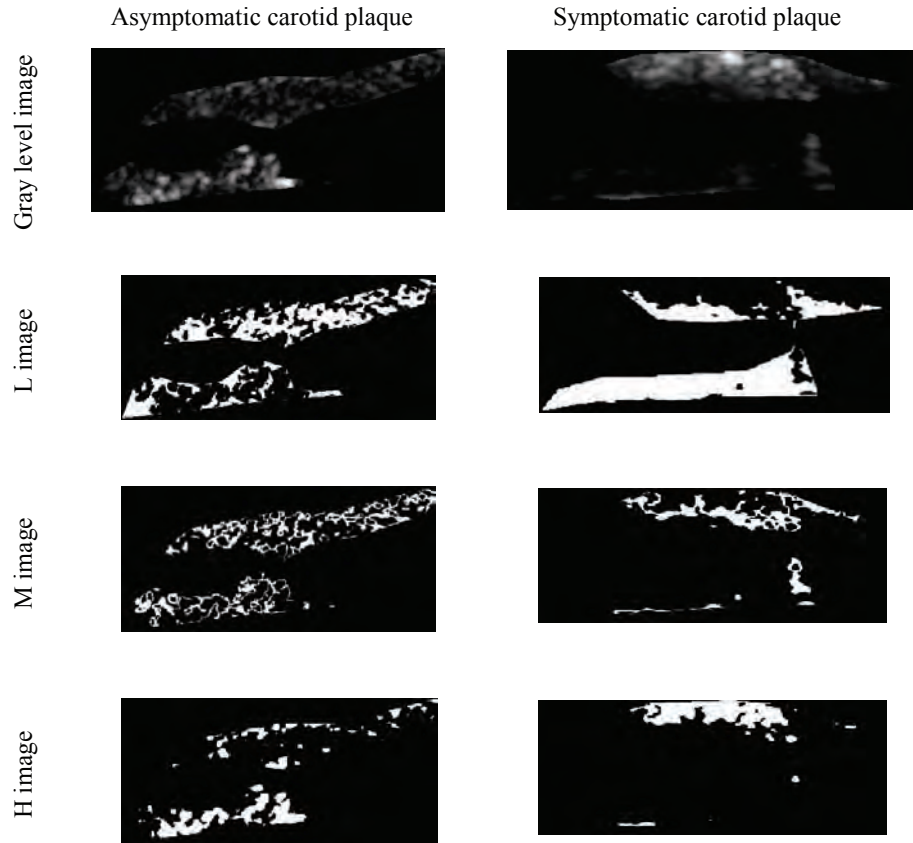 Asymptomatic carotid plaque
Symptomatic carotid plaque
Gray level image
L image
M image
H image